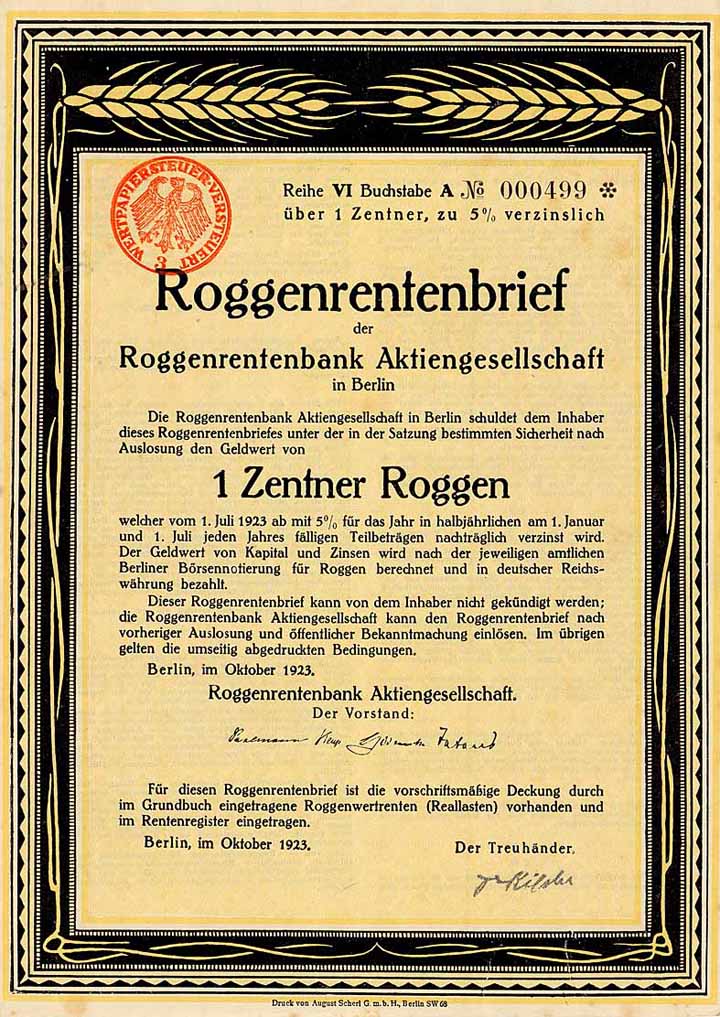 WERTPAPIERSTEUER-VERSTEUERT
3
Reihe VI Buchstabe A № 000499 ✻
über 1 Zentner, zu 5% verzinslich
Roggenrentenbrief
der
Roggenrentenbank Aktiengesellschaft
in Berlin
Die Roggenrentenbank Aktiengesellschaft in Berlin schuldet dem Inhaber
dieses Roggenrentenbriefes unter der in der Satzung bestimmten Sicherheit nach
Auslosung den Geldwert von
1 Zentner Roggen
welcher vom 1. Juli 1923 ab mit 5% für das Jahr in halbjährlichen am 1. Januar
und 1. Juli jeden Jahres fälligen Teilbeträgen nachträglich verzinst wird.
Der Geldwert von Kapital und Zinsen wird nach der jeweiligen amtlichen
Berliner Börsennotierung für Roggen berechnet und in deutscher Reichs-
währung bezahlt.
Dieser Roggenrentenbrief kann von dem Inhaber nicht gekündigt werden;
die Roggenrentenbank Aktiengesellschaft kann den Roggenrentenbrief nach
vorheriger Auslosung und öffentlicher Bekanntmachung einlösen. Im übrigen
gelten die umseitig abgedruckten Bedingungen.
Berlin, im Oktober 1923.
Roggenrentenbank Aktiengesellschaft.
Der Vorstand:
Für diesen Roggenrentenbrief ist die vorschriftsmäßige Deckung durch
im Grundbuch eingetragene Roggenwertrenten (Reallasten) vorhanden und
im Rentenregister eingetragen.
Berlin, im Oktober 1923.
Der Treuhänder.
Druck von August Scherl G. m. b. H., Berlin SW 68